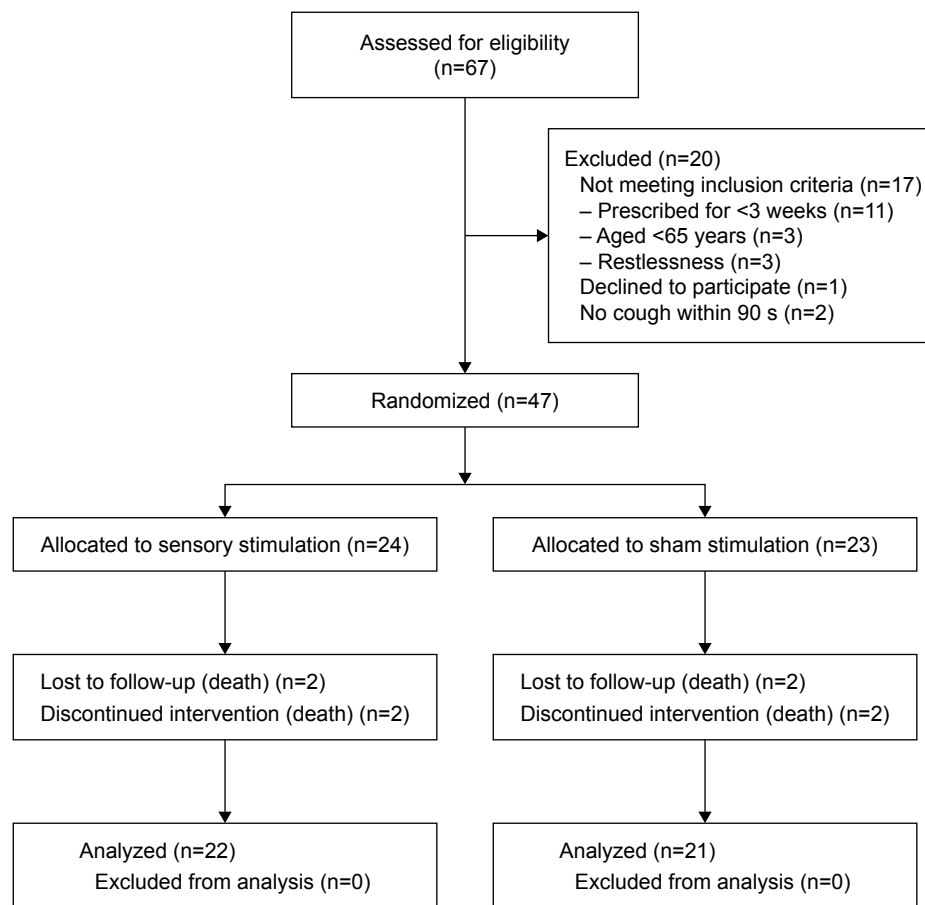 Assessed for eligibility
(n=67)
Excluded (n=20)
Not meeting inclusion criteria (n=17)
– Prescribed for <3 weeks (n=11)
– Aged <65 years (n=3)
– Restlessness (n=3)
Declined to participate (n=1)
No cough within 90 s (n=2)
Randomized (n=47)
Allocated to sensory stimulation (n=24)
Allocated to sham stimulation (n=23)
Lost to follow-up (death) (n=2)
Discontinued intervention (death) (n=2)
Lost to follow-up (death) (n=2)
Discontinued intervention (death) (n=2)
Analyzed (n=22)
Excluded from analysis (n=0)
Analyzed (n=21)
Excluded from analysis (n=0)